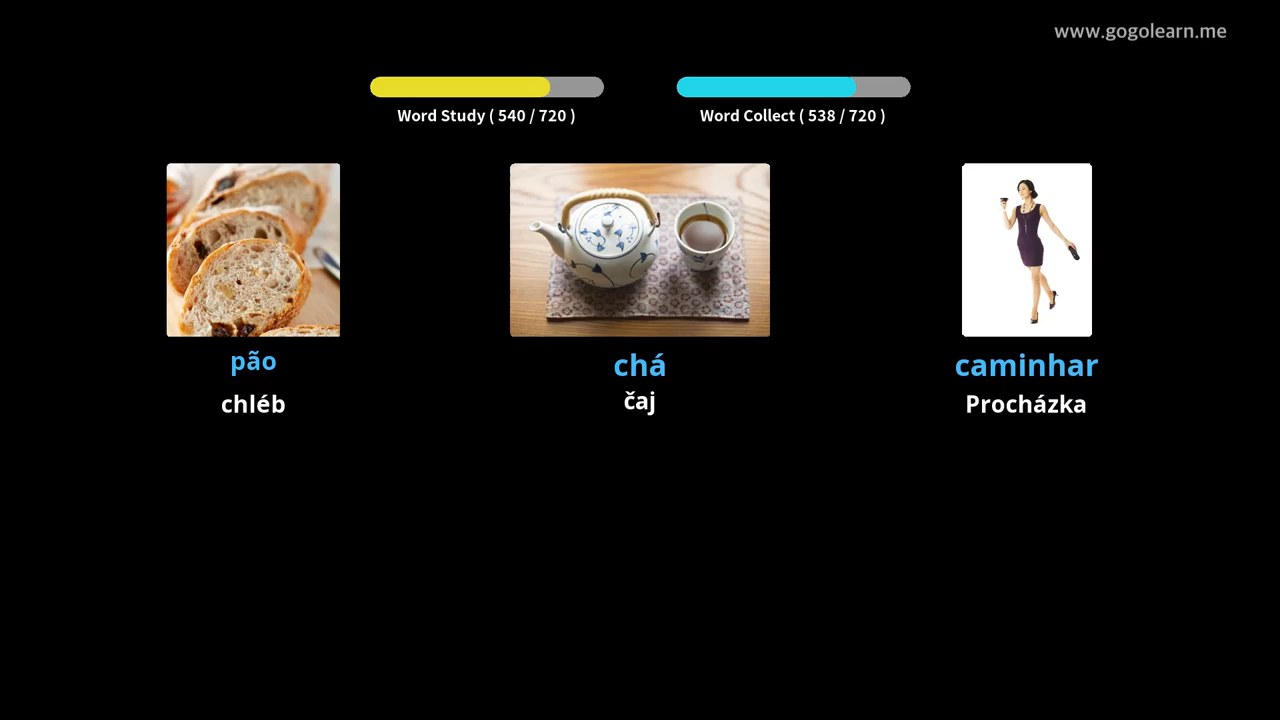 www.gogolearn.me
Word Study ( 540 / 720 )
Word Collect ( 538 / 720 )
pão
chá
caminhar
chléb
čaj
Procházka